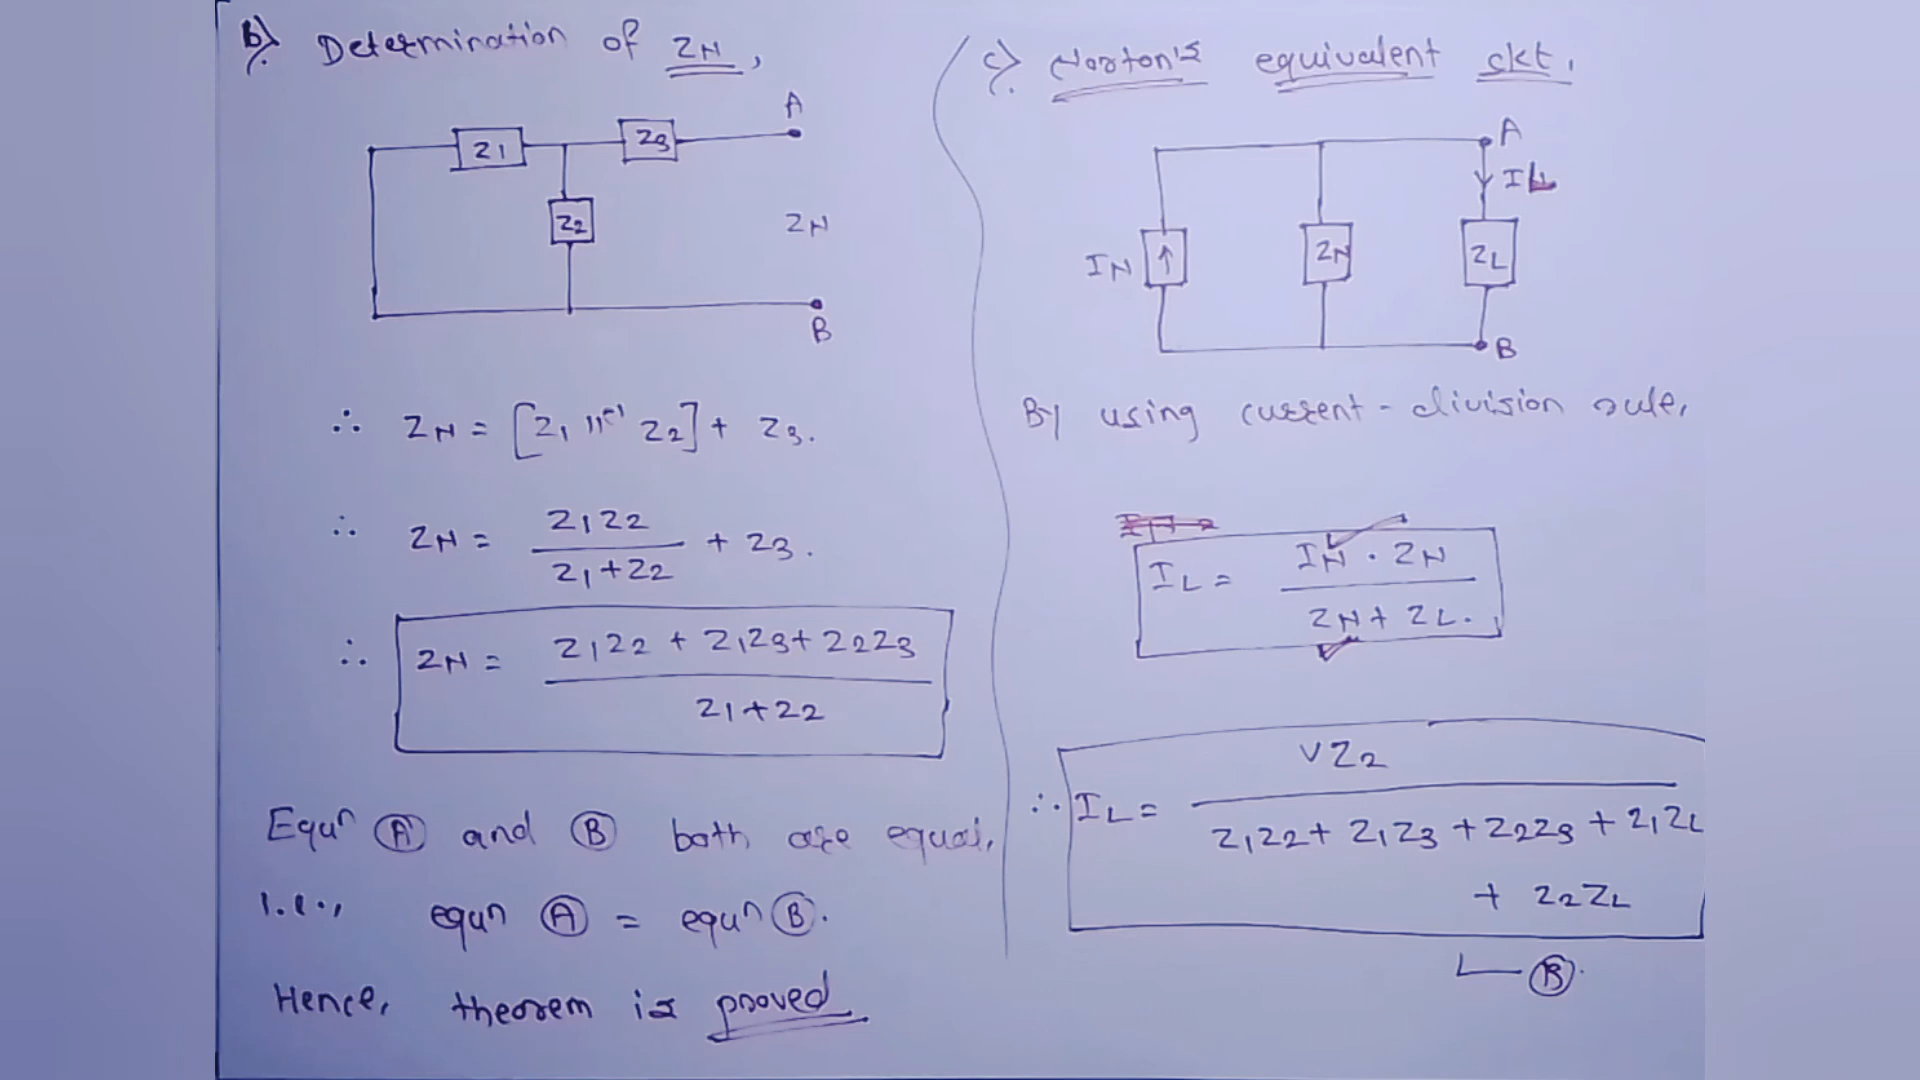 b). Determination of ZN,
A
Z1
Z3
Z2
ZN
B
∴ ZN = [Z1 11el Z2] + Z3.
∴ ZN = Z1Z2 / Z1+Z2 + Z3.
∴ ZN = Z1Z2 + Z1Z3 + Z2Z3 / Z1+Z2
Equn (A) and (B) both are equal,
i.e., equn (A) = equn (B).
Hence, theorem is proved
c). Norton's equivalent ckt.
A
IL
IN ↑
ZN
ZL
B
By using current-division rule,
IL = IN . ZN / ZN + ZL.
∴ IL = VZ2 / Z1Z2 + Z1Z3 + Z2Z3 + Z1ZL
+ Z2ZL
(B).